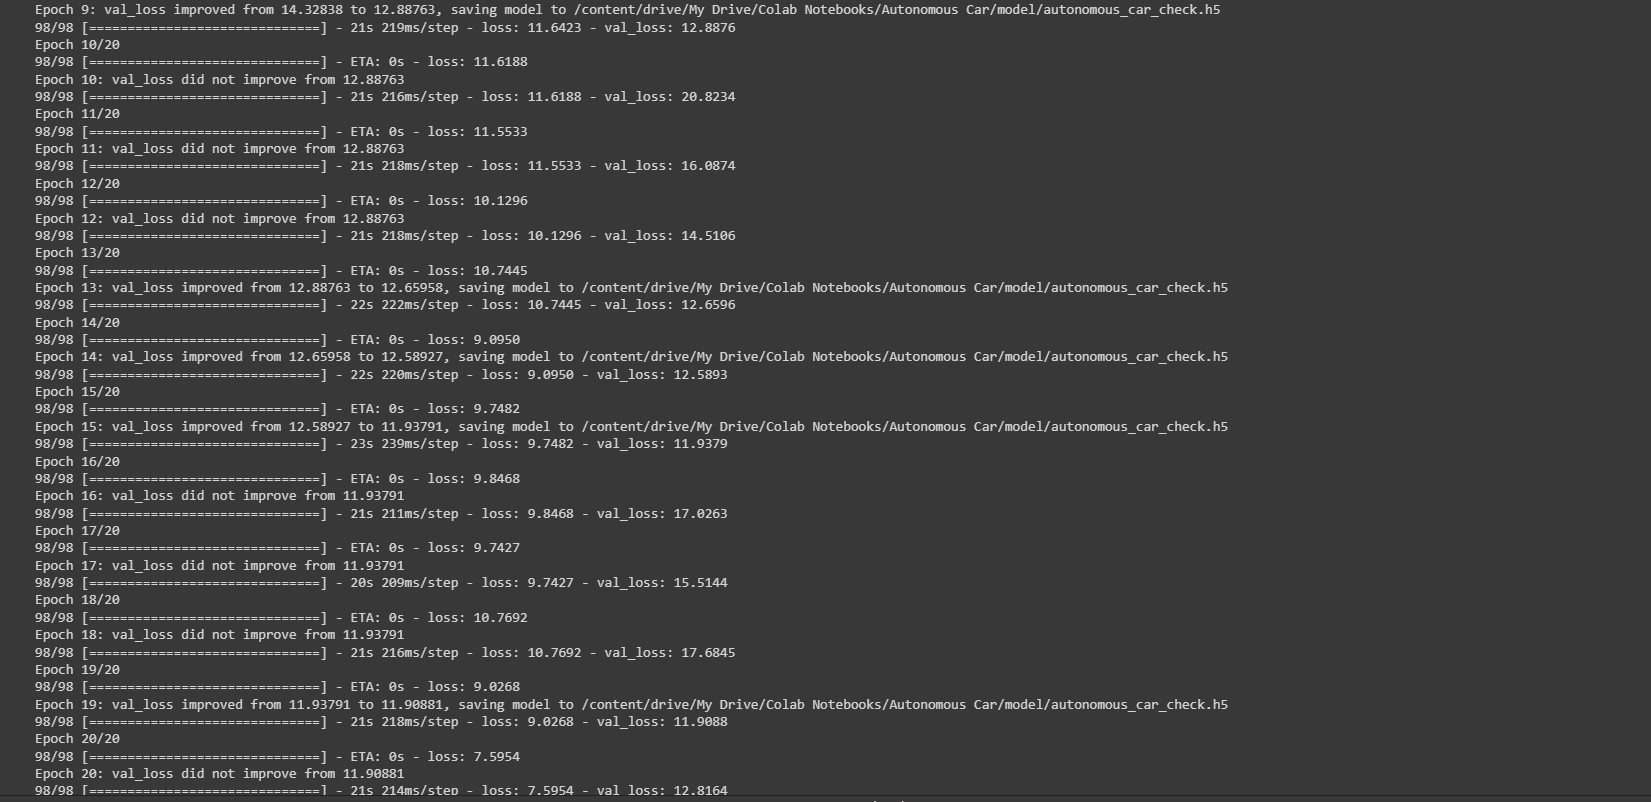 Epoch 9: val_loss improved from 14.32838 to 12.88763, saving model to /content/drive/My Drive/Colab Notebooks/Autonomous Car/model/autonomous_car_check.h5
98/98 [==============================] - 21s 219ms/step - loss: 11.6423 - val_loss: 12.8876
Epoch 10/20
98/98 [==============================] - ETA: 0s - loss: 11.6188
Epoch 10: val_loss did not improve from 12.88763
98/98 [==============================] - 21s 216ms/step - loss: 11.6188 - val_loss: 20.8234
Epoch 11/20
98/98 [==============================] - ETA: 0s - loss: 11.5533
Epoch 11: val_loss did not improve from 12.88763
98/98 [==============================] - 21s 218ms/step - loss: 11.5533 - val_loss: 16.0874
Epoch 12/20
98/98 [==============================] - ETA: 0s - loss: 10.1296
Epoch 12: val_loss did not improve from 12.88763
98/98 [==============================] - 21s 218ms/step - loss: 10.1296 - val_loss: 14.5106
Epoch 13/20
98/98 [==============================] - ETA: 0s - loss: 10.7445
Epoch 13: val_loss improved from 12.88763 to 12.65958, saving model to /content/drive/My Drive/Colab Notebooks/Autonomous Car/model/autonomous_car_check.h5
98/98 [==============================] - 22s 222ms/step - loss: 10.7445 - val_loss: 12.6596
Epoch 14/20
98/98 [==============================] - ETA: 0s - loss: 9.0950
Epoch 14: val_loss improved from 12.65958 to 12.58927, saving model to /content/drive/My Drive/Colab Notebooks/Autonomous Car/model/autonomous_car_check.h5
98/98 [==============================] - 22s 220ms/step - loss: 9.0950 - val_loss: 12.5893
Epoch 15/20
98/98 [==============================] - ETA: 0s - loss: 9.7482
Epoch 15: val_loss improved from 12.58927 to 11.93791, saving model to /content/drive/My Drive/Colab Notebooks/Autonomous Car/model/autonomous_car_check.h5
98/98 [==============================] - 23s 239ms/step - loss: 9.7482 - val_loss: 11.9379
Epoch 16/20
98/98 [==============================] - ETA: 0s - loss: 9.8468
Epoch 16: val_loss did not improve from 11.93791
98/98 [==============================] - 21s 211ms/step - loss: 9.8468 - val_loss: 17.0263
Epoch 17/20
98/98 [==============================] - ETA: 0s - loss: 9.7427
Epoch 17: val_loss did not improve from 11.93791
98/98 [==============================] - 20s 209ms/step - loss: 9.7427 - val_loss: 15.5144
Epoch 18/20
98/98 [==============================] - ETA: 0s - loss: 10.7692
Epoch 18: val_loss did not improve from 11.93791
98/98 [==============================] - 21s 216ms/step - loss: 10.7692 - val_loss: 17.6845
Epoch 19/20
98/98 [==============================] - ETA: 0s - loss: 9.0268
Epoch 19: val_loss improved from 11.93791 to 11.90881, saving model to /content/drive/My Drive/Colab Notebooks/Autonomous Car/model/autonomous_car_check.h5
98/98 [==============================] - 21s 218ms/step - loss: 9.0268 - val_loss: 11.9088
Epoch 20/20
98/98 [==============================] - ETA: 0s - loss: 7.5954
Epoch 20: val_loss did not improve from 11.90881
98/98 [==============================] - 21s 214ms/step - loss: 7.5954 - val_loss: 12.8164